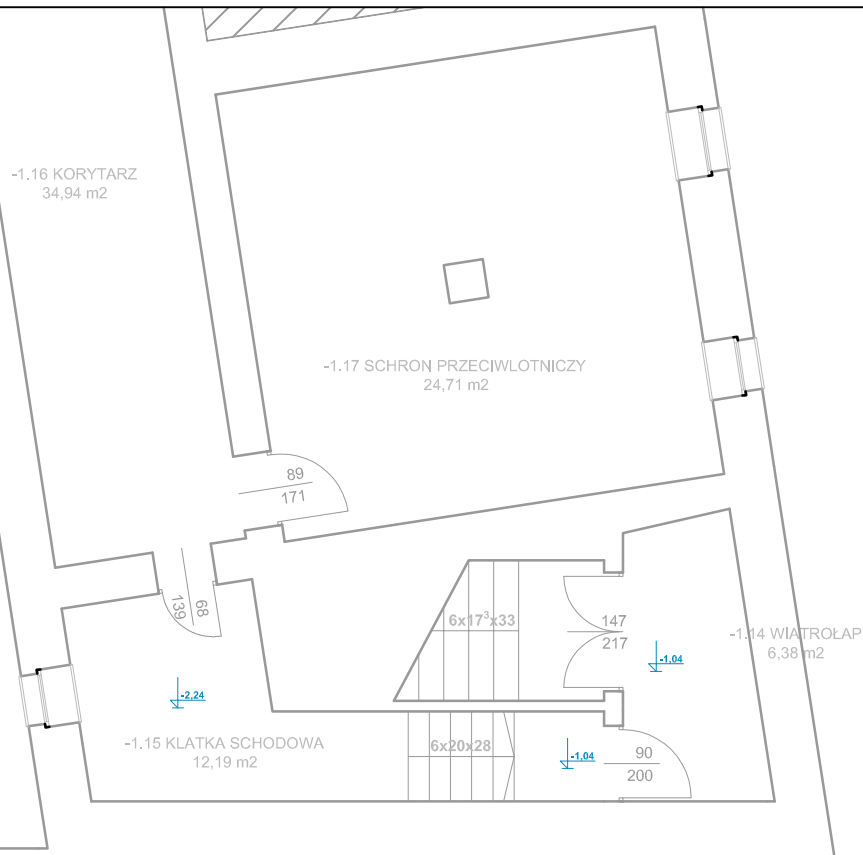 -1.16 KORYTARZ
34,94 m2
-1.17 SCHRON PRZECIWLOTNICZY
24,71 m2
89
171
68
139
6x17³x33
147
217
-1.14 WIATROŁAP
6,38 m2
-1,04
-2,24
-1.15 KLATKA SCHODOWA
12,19 m2
6x20x28
-1,04
90
200